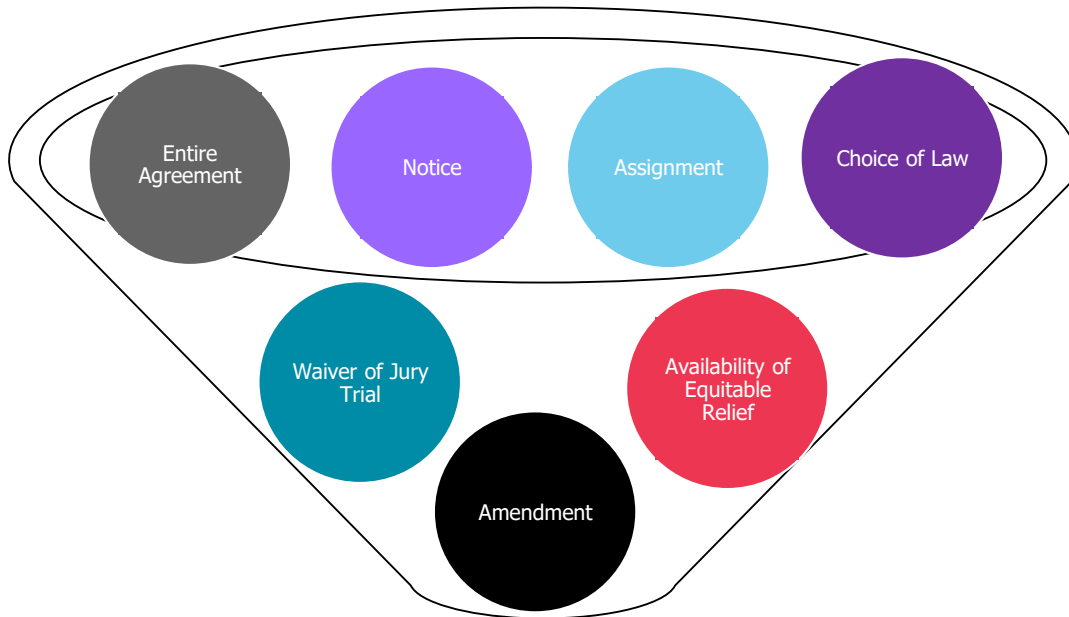 Entire
Agreement
Notice
Assignment
Choice of Law
Waiver of Jury
Trial
Availability of
Equitable
Relief
Amendment